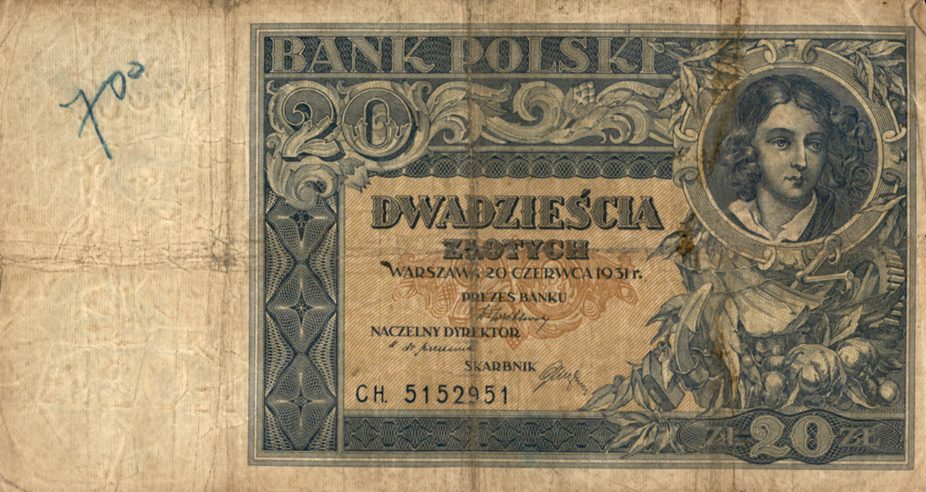 700
BANK POLSKI
20
DWADZIEŚCIA
ZŁOTYCH
WARSZAWA 20 CZERWCA 1931 r.
PREZES BANKU
NACZELNY DYREKTOR
SKARBNIK
CH. 5152951
ZŁ 20 ZŁ